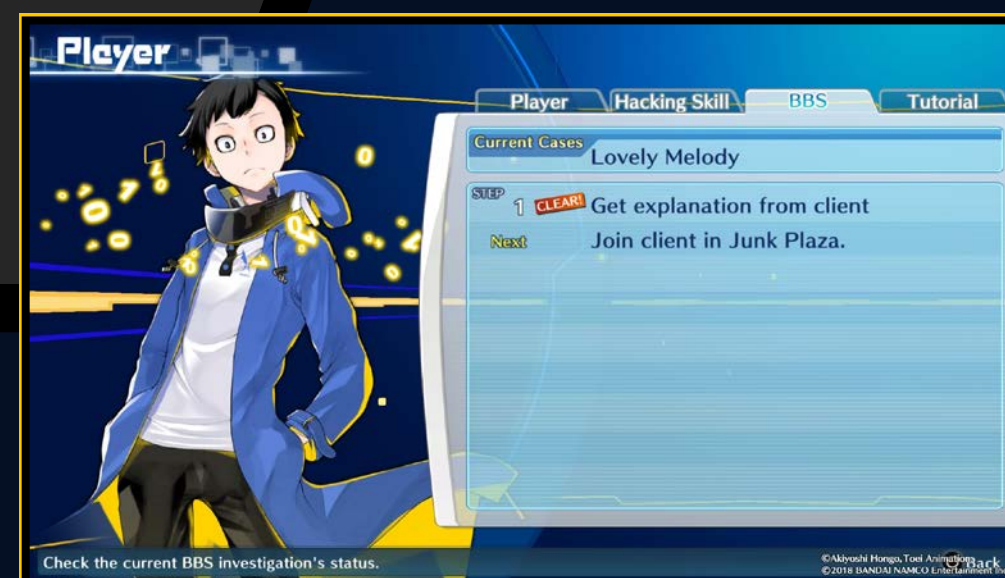 Player
Player Hacking Skill BBS Tutorial
Current Cases
Lovely Melody
STEP 1 CLEAR! Get explanation from client
Next Join client in Junk Plaza.
Check the current BBS investigation's status.
©Akiyoshi Hongo, Toei Animation
©2018 BANDAI NAMCO Entertainment Inc
Back